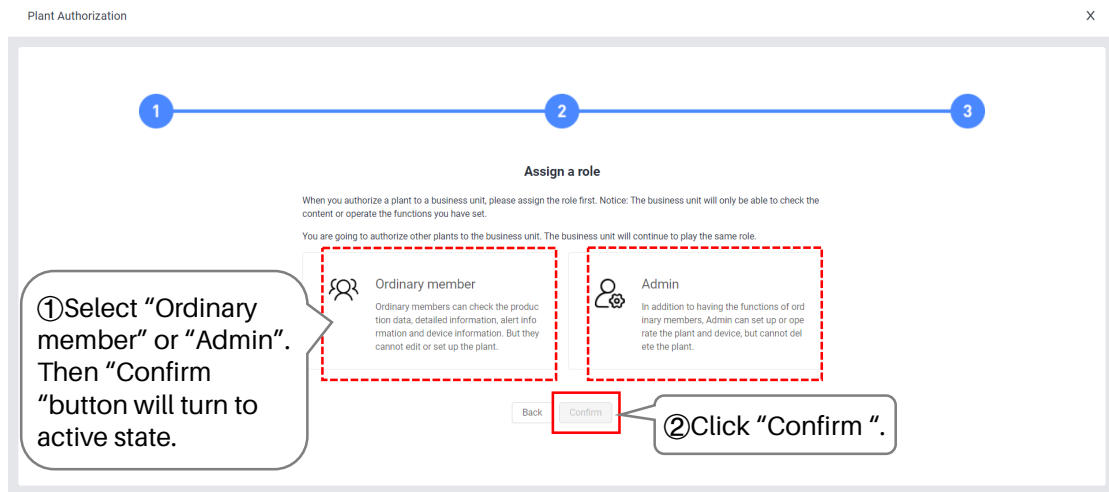 Plant Authorization
X
1
2
3
Assign a role
When you authorize a plant to a business unit, please assign the role first. Notice: The business unit will only be able to check the
content or operate the functions you have set.
You are going to authorize other plants to the business unit. The business unit will continue to play the same role.
Ordinary member
Ordinary members can check the produc
tion data, detailed information, alert info
rmation and device information. But they
cannot edit or set up the plant.
Admin
In addition to having the functions of ord
inary members, Admin can set up or ope
rate the plant and device, but cannot del
ete the plant.
①Select “Ordinary
member” or “Admin”.
Then “Confirm
“button will turn to
active state.
Back
Confirm
②Click “Confirm “.